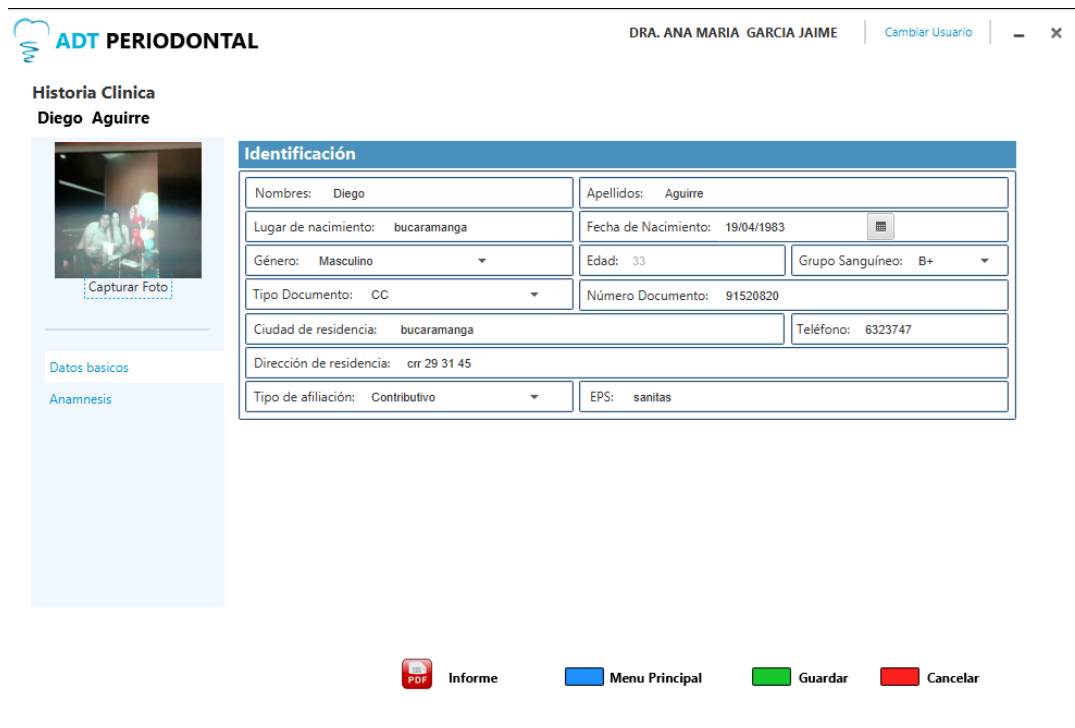 ADT PERIODONTAL
DRA. ANA MARIA GARCIA JAIME
Cambiar Usuario
Historia Clinica
Diego Aguirre
Capturar Foto
Datos basicos
Anamnesis
Identificación
Nombres: Diego Apellidos: Aguirre
Lugar de nacimiento: bucaramanga Fecha de Nacimiento: 19/04/1983
Género: Masculino Edad: 33 Grupo Sanguíneo: B+
Tipo Documento: CC Número Documento: 91520820
Ciudad de residencia: bucaramanga Teléfono: 6323747
Dirección de residencia: crr 29 31 45
Tipo de afiliación: Contributivo EPS: sanitas
PDF Informe Menu Principal Guardar Cancelar